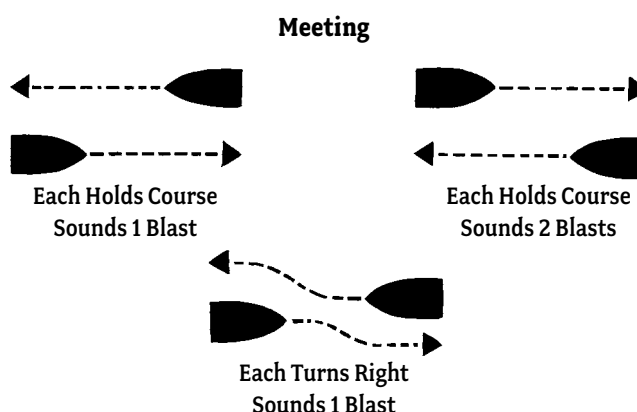 Meeting
Each Holds Course
Sounds 1 Blast
Each Holds Course
Sounds 2 Blasts
Each Turns Right
Sounds 1 Blast